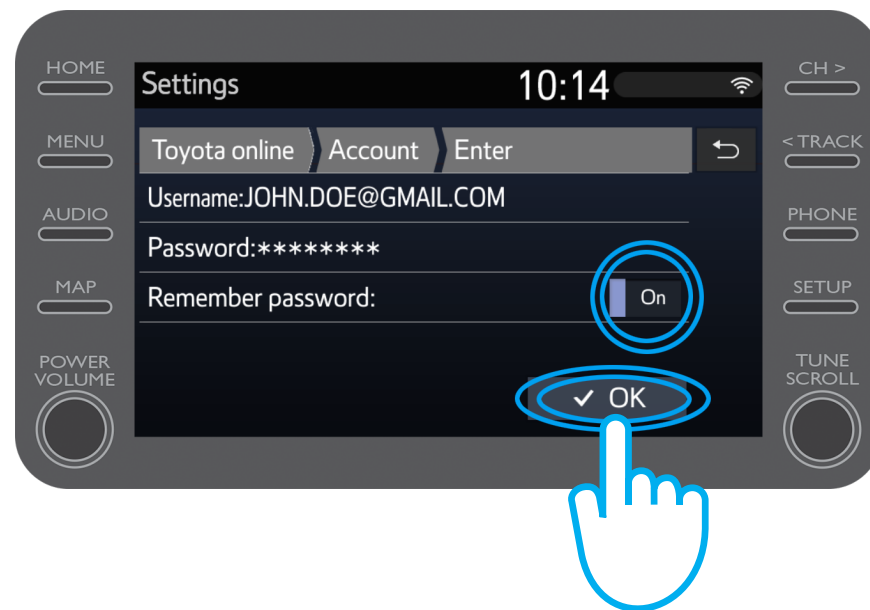 HOME
MENU
AUDIO
MAP
POWER
VOLUME
Settings 10:14
Toyota online Account Enter
Username:JOHN.DOE@GMAIL.COM
Password:********
Remember password: On
✓ OK
CH >
< TRACK
PHONE
SETUP
TUNE
SCROLL